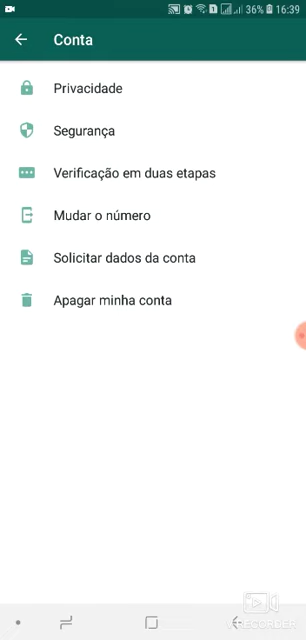 36% 16:39
Conta
Privacidade
Segurança
Verificação em duas etapas
Mudar o número
Solicitar dados da conta
Apagar minha conta
V RECORDER